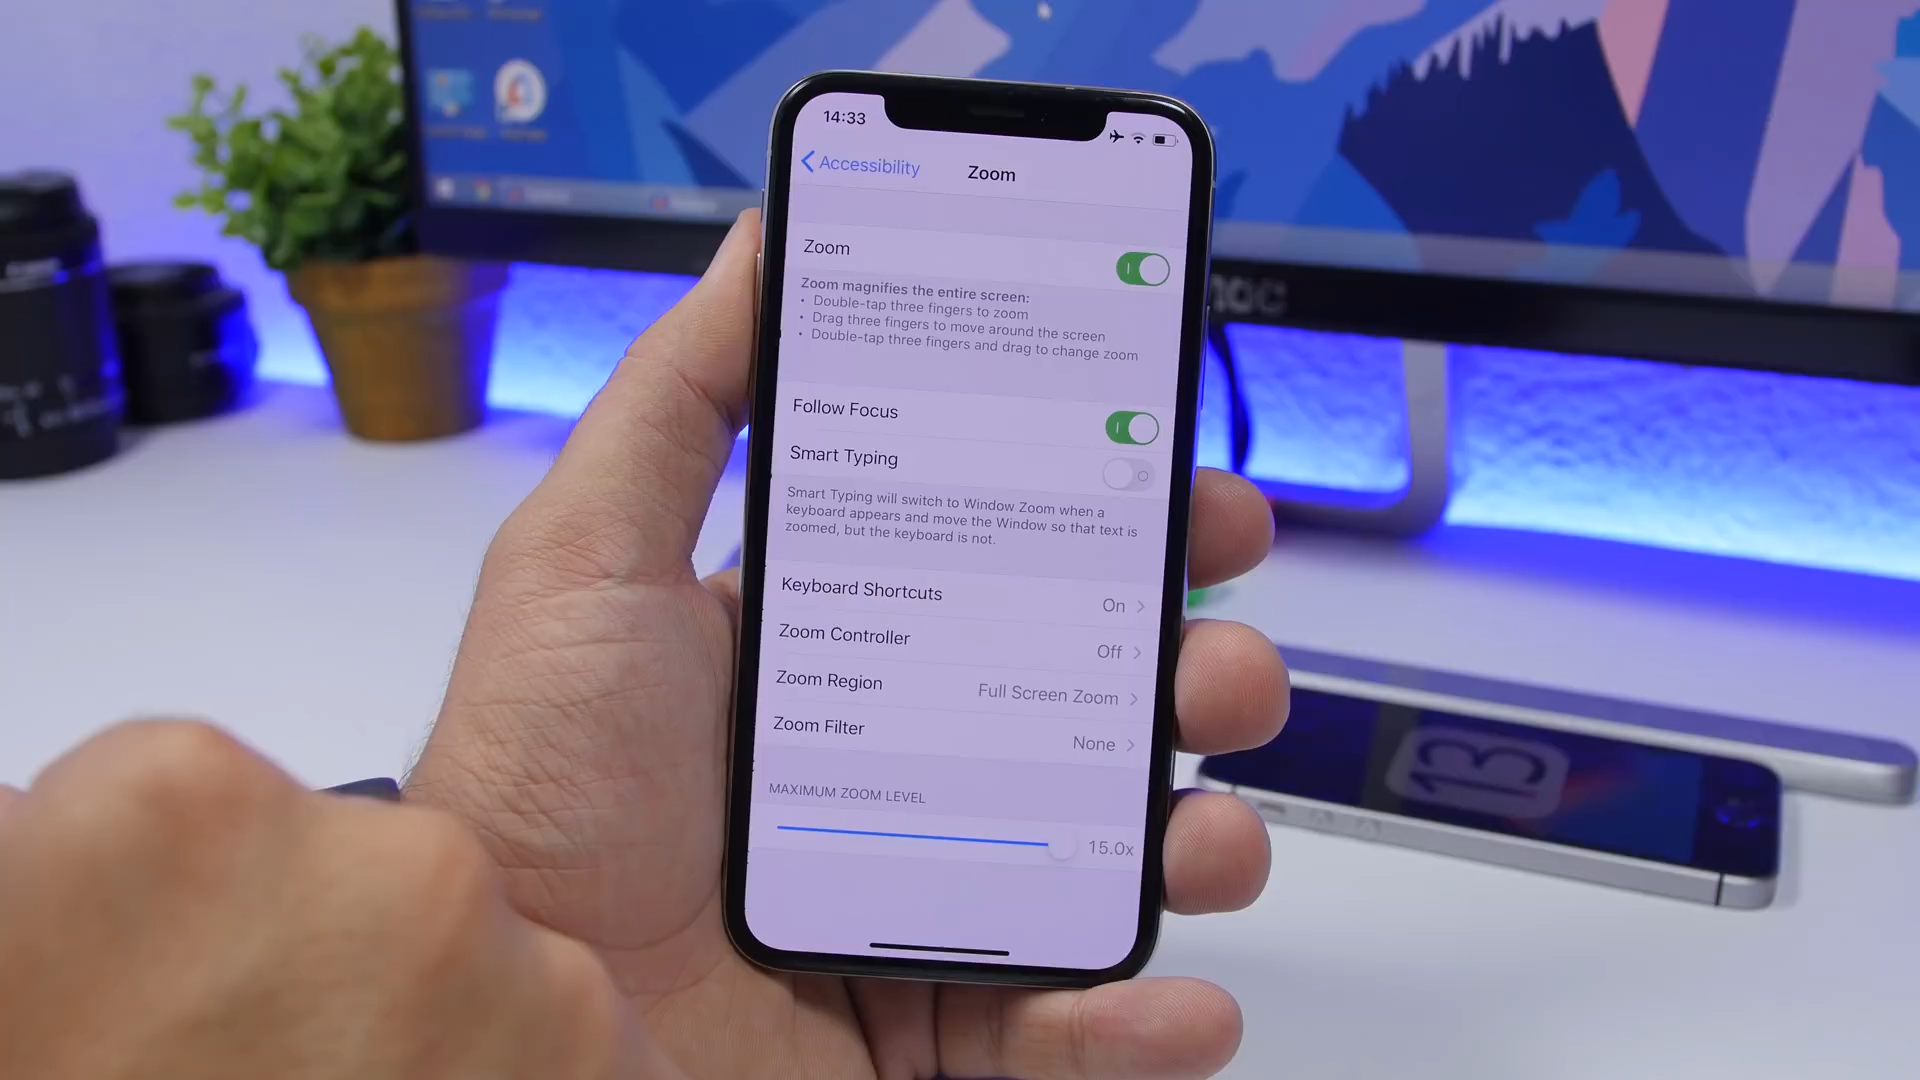 14:33
Accessibility
Zoom
Zoom
Zoom magnifies the entire screen:
• Double-tap three fingers to zoom
• Drag three fingers to move around the screen
• Double-tap three fingers and drag to change zoom
Follow Focus
Smart Typing
Smart Typing will switch to Window Zoom when a
keyboard appears and move the Window so that text is
zoomed, but the keyboard is not.
Keyboard Shortcuts On
Zoom Controller Off
Zoom Region Full Screen Zoom
Zoom Filter None
MAXIMUM ZOOM LEVEL
15.0x
13